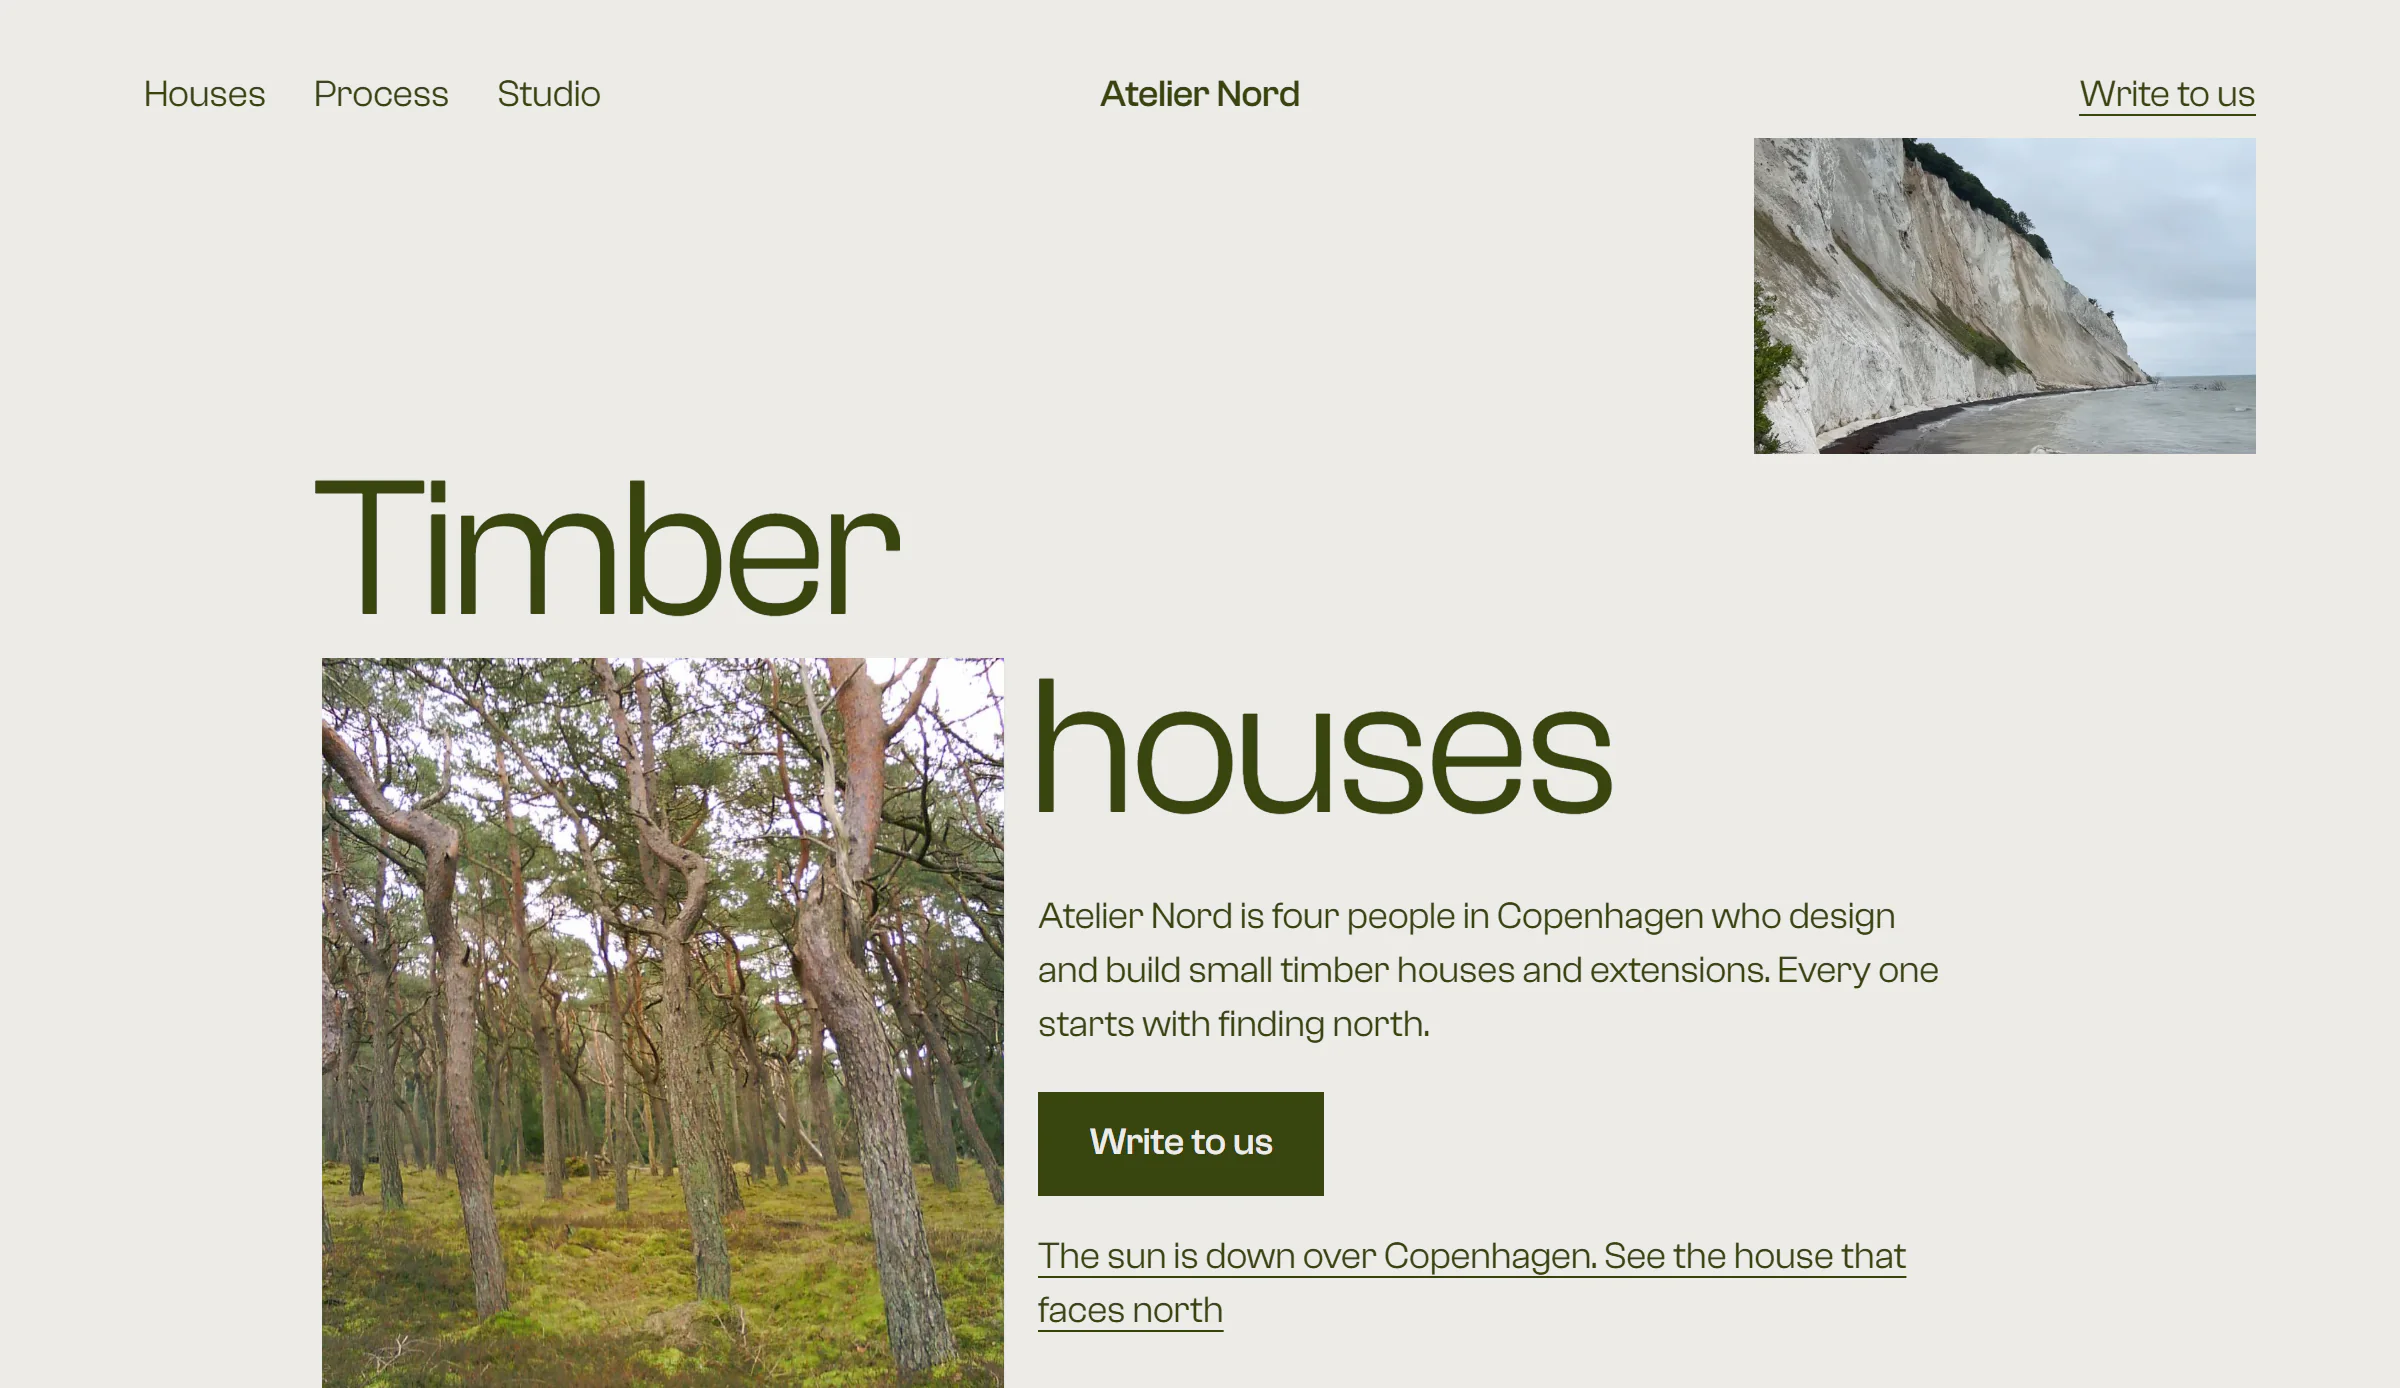 Houses Process Studio Atelier Nord Write to us
Timber
houses
Atelier Nord is four people in Copenhagen who design
and build small timber houses and extensions. Every one
starts with finding north.
Write to us
The sun is down over Copenhagen. See the house that
faces north